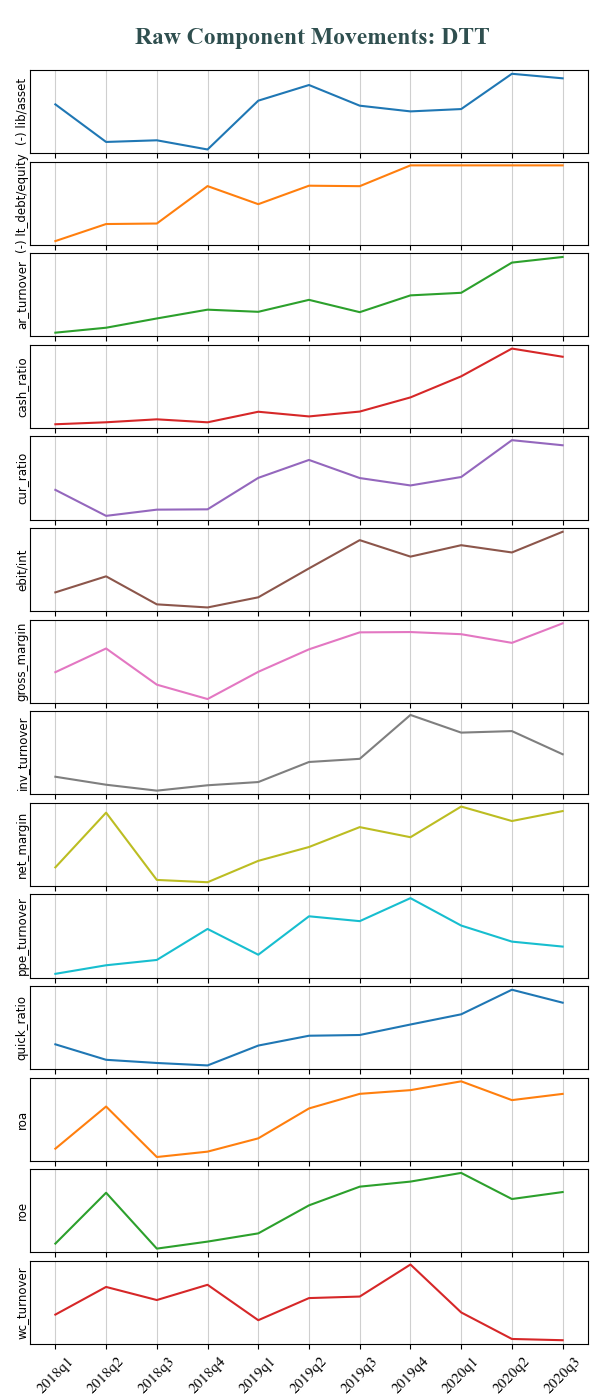 Raw Component Movements: DTT
(-) lib/asset
(-) lt_debt/equity
ar_turnover
cash_ratio
cur_ratio
ebit/int
gross_margin
inv_turnover
net_margin
ppe_turnover
quick_ratio
roa
roe
wc_turnover
2018q1 2018q2 2018q3 2018q4 2019q1 2019q2 2019q3 2019q4 2020q1 2020q2 2020q3